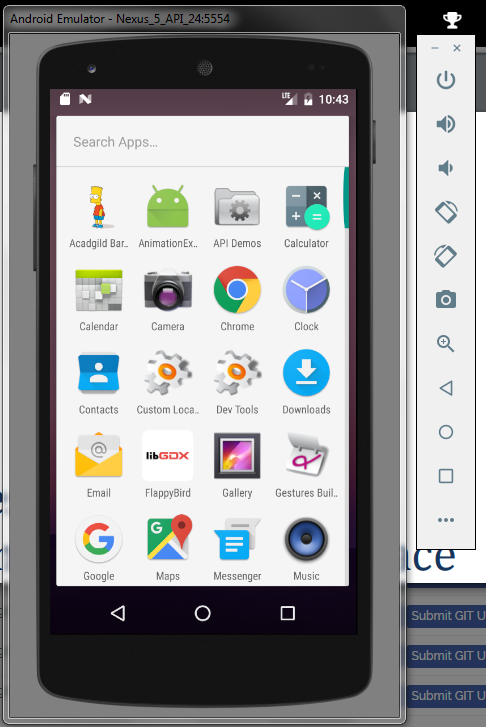 Android Emulator - Nexus_5_API_24:5554
LTE 10:43
Search Apps...
Acadgild Bar.. AnimationEx.. API Demos Calculator
Calendar Camera Chrome Clock
Contacts Custom Loca.. Dev Tools Downloads
@
libGDX
Email FlappyBird Gallery Gestures Buil..
G G
Google Maps Messenger Music
ce
Submit GIT U
Submit GIT U
Submit GIT U